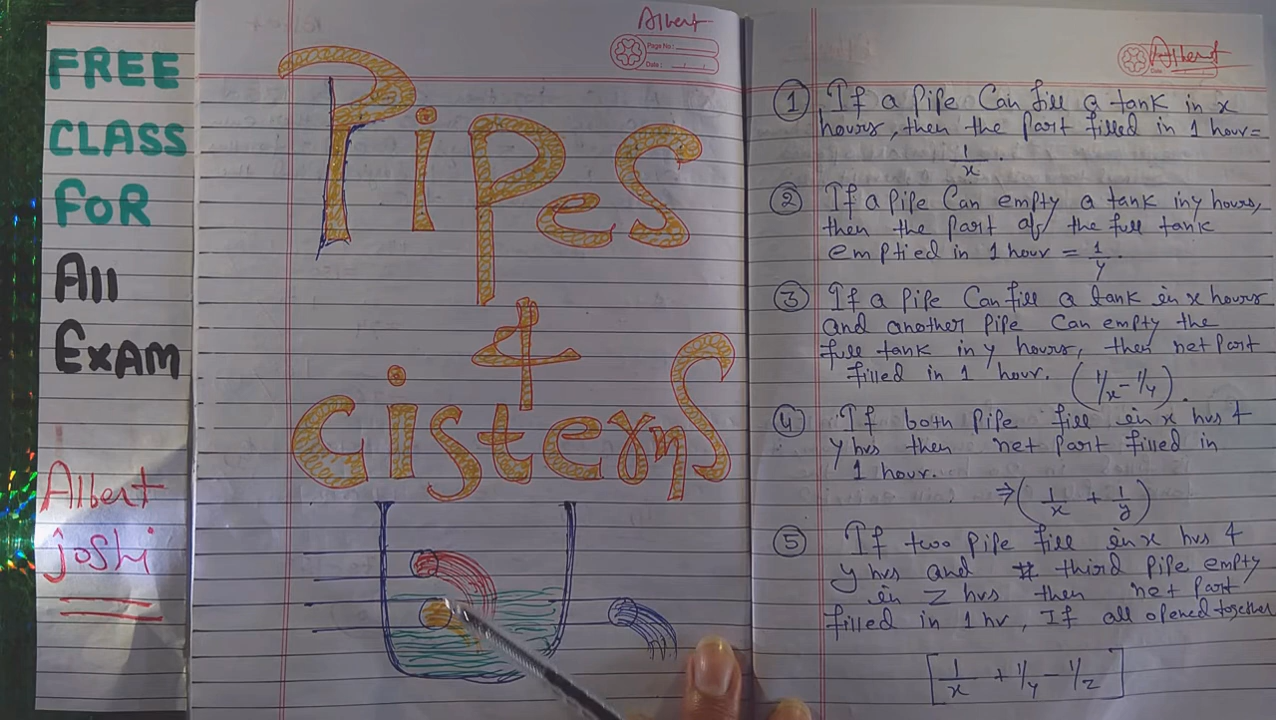 FREE
CLASS
FOR
All
EXAM
Albert
joshi
Albert
Page No.:
Date:
Pipes
&
cisterns
Albert
Date
① If a Pipe Can fill a tank in x
hours, then the part filled in 1 hour =
1/x.
② If a Pipe Can empty a tank in y hours,
then the part of the full tank
emptied in 1 hour = 1/y.
③ If a Pipe Can fill a tank in x hours
and another pipe can empty the
full tank in y hours, then net part
filled in 1 hour. (1/x - 1/y).
④ If both pipe fill in x hrs &
y hrs then net part filled in
1 hour.
⇒ (1/x + 1/y)
⑤ If two pipe fill in x hrs &
y hrs and third pipe empty
in z hrs then net part
filled in 1 hr, If all opened together
[1/x + 1/y - 1/z]